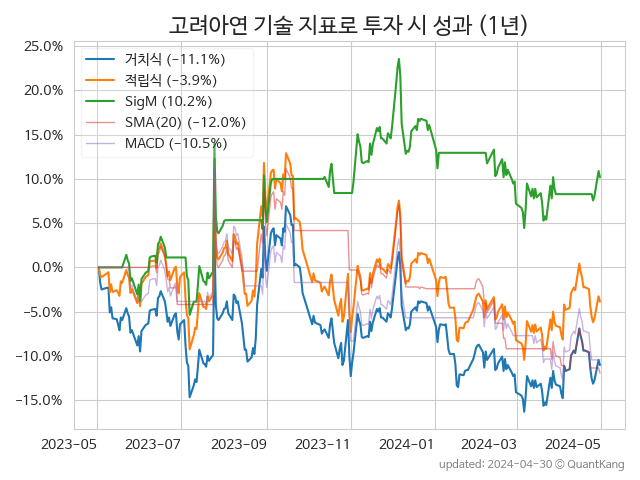 고려아연 기술 지표로 투자 시 성과 (1년)
25.0%
20.0%
15.0%
10.0%
5.0%
0.0%
−5.0%
−10.0%
−15.0%
거치식 (−11.1%)
적립식 (−3.9%)
SigM (10.2%)
SMA(20) (−12.0%)
MACD (−10.5%)
2023-05 2023-07 2023-09 2023-11 2024-01 2024-03 2024-05
updated: 2024-04-30 © QuantKang